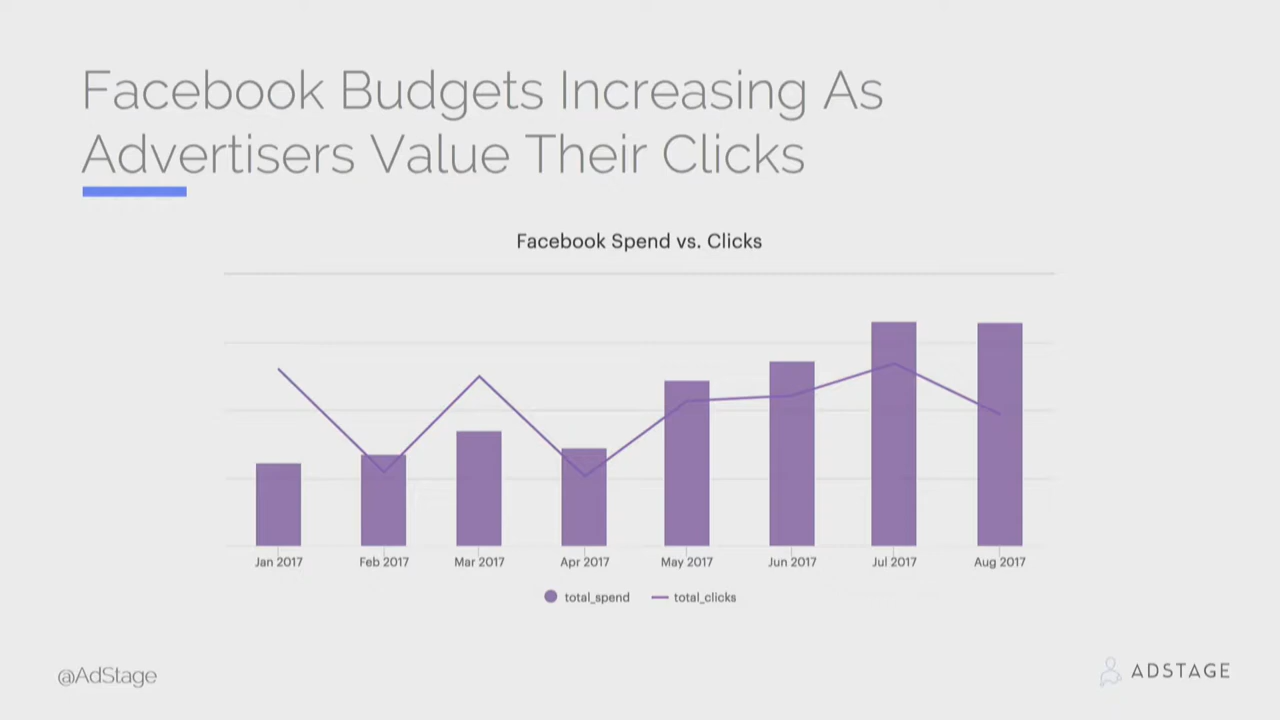 Facebook Budgets Increasing As
Advertisers Value Their Clicks
Facebook Spend vs. Clicks
Jan 2017 Feb 2017 Mar 2017 Apr 2017 May 2017 Jun 2017 Jul 2017 Aug 2017
total_spend total_clicks
@AdStage
ADSTAGE